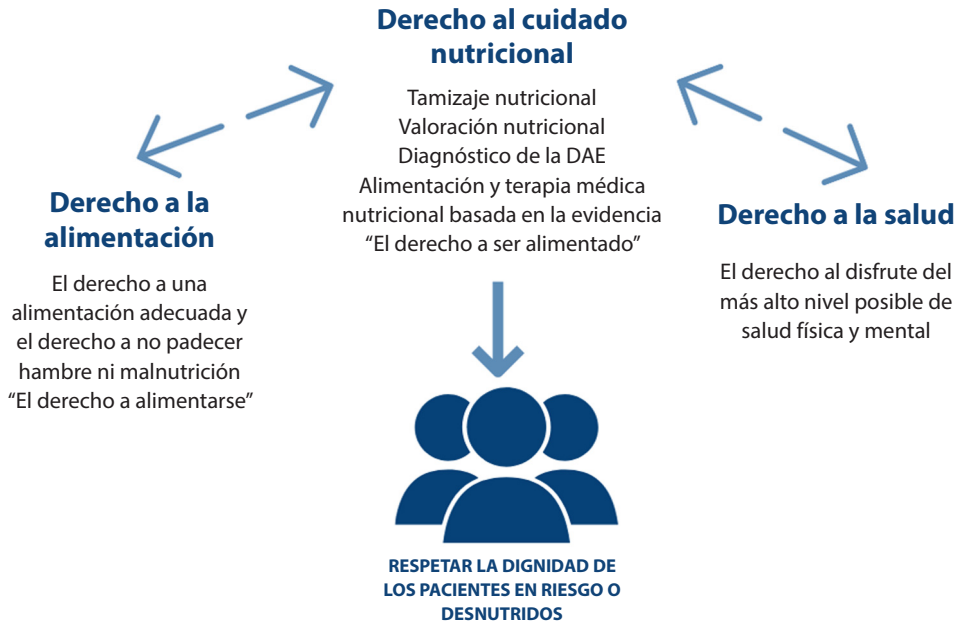 Derecho al cuidado
nutricional
Tamizaje nutricional
Valoración nutricional
Diagnóstico de la DAE
Alimentación y terapia médica
nutricional basada en la evidencia
“El derecho a ser alimentado”
Derecho a la
alimentación
El derecho a una
alimentación adecuada y
el derecho a no padecer
hambre ni malnutrición
“El derecho a alimentarse”
Derecho a la salud
El derecho al disfrute del
más alto nivel posible de
salud física y mental
RESPETAR LA DIGNIDAD DE
LOS PACIENTES EN RIESGO O
DESNUTRIDOS